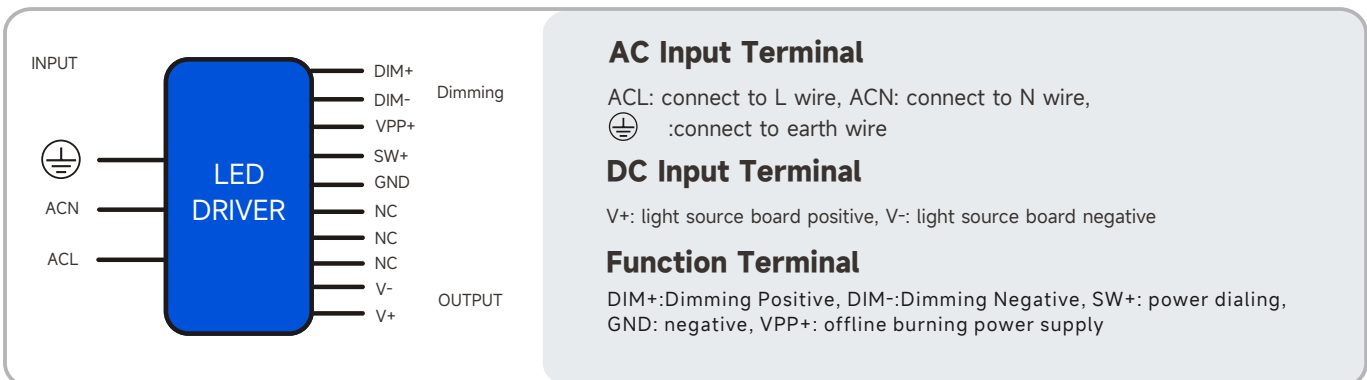 INPUT
ACN
ACL
LED
DRIVER
DIM+
DIM-
VPP+
SW+
GND
NC
NC
NC
V-
V+
Dimming
OUTPUT
AC Input Terminal
ACL: connect to L wire, ACN: connect to N wire,
:connect to earth wire
DC Input Terminal
V+: light source board positive, V-: light source board negative
Function Terminal
DIM+:Dimming Positive, DIM-:Dimming Negative, SW+: power dialing,
GND: negative, VPP+: offline burning power supply